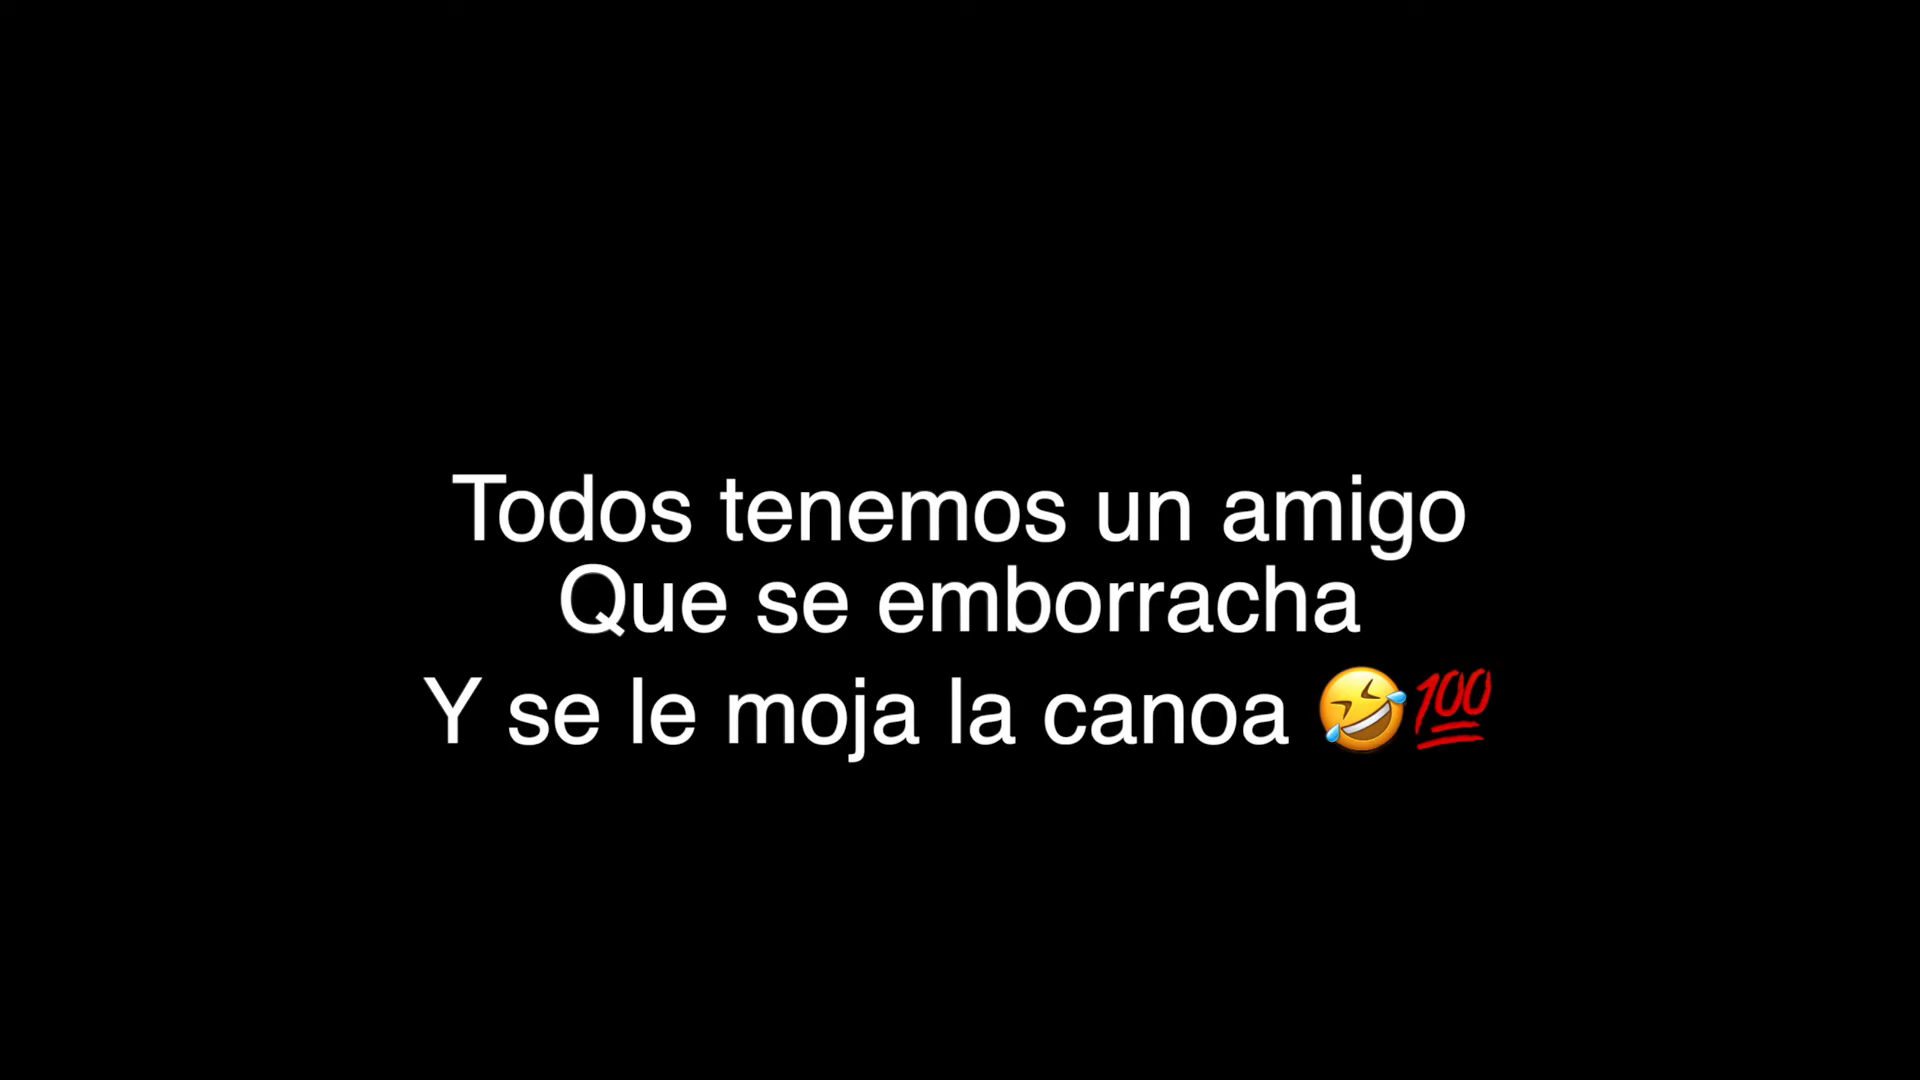 Todos tenemos un amigo
Que se emborracha
Y se le moja la canoa 🤣💯